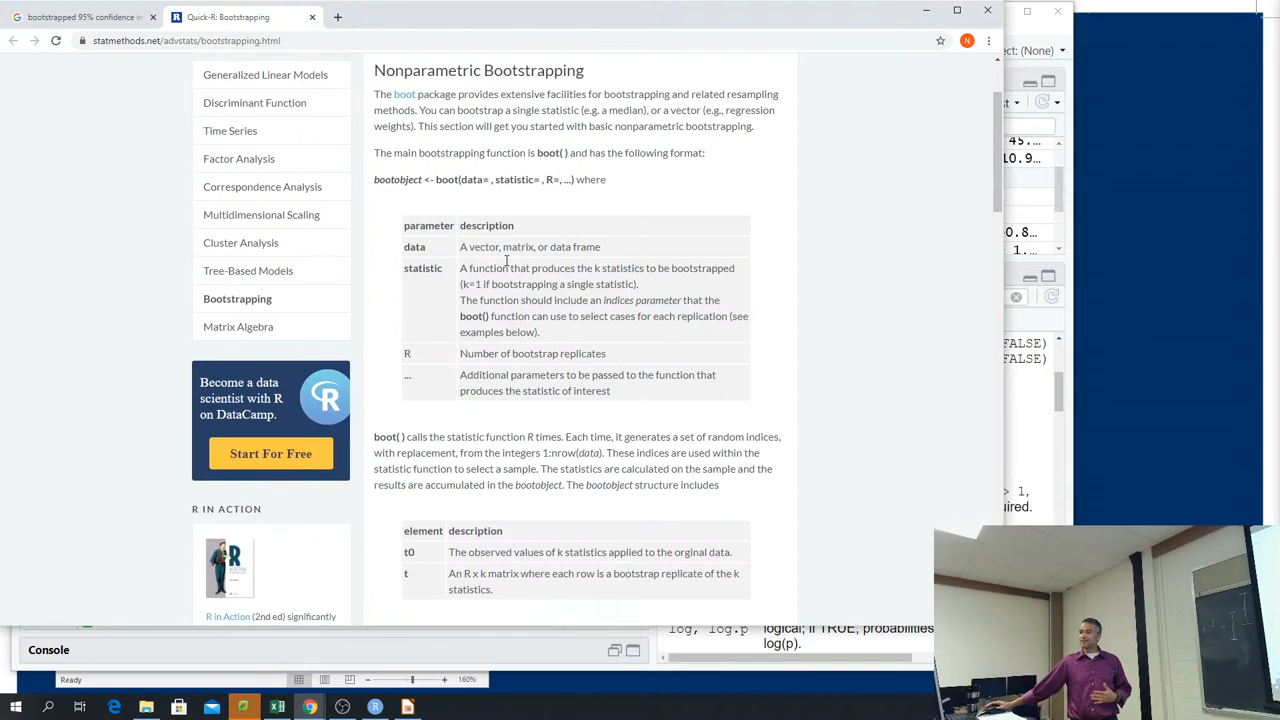 bootstrapped 95% confidence in
Quick-R: Bootstrapping
statmethods.net/advstats/bootstrapping.html
N
Generalized Linear Models
Discriminant Function
Time Series
Factor Analysis
Correspondence Analysis
Multidimensional Scaling
Cluster Analysis
Tree-Based Models
Bootstrapping
Matrix Algebra
Become a data
scientist with R
on DataCamp.
R
Start For Free
R IN ACTION
R
R in Action (2nd ed) significantly
Nonparametric Bootstrapping
The boot package provides extensive facilities for bootstrapping and related resampling
methods. You can bootstrap a single statistic (e.g. a median), or a vector (e.g., regression
weights). This section will get you started with basic nonparametric bootstrapping.
The main bootstrapping function is boot( ) and has the following format:
bootobject <- boot(data= , statistic= , R=, ...) where
parameter description
data A vector, matrix, or data frame
statistic A function that produces the k statistics to be bootstrapped
(k=1 if bootstrapping a single statistic).
The function should include an indices parameter that the
boot() function can use to select cases for each replication (see
examples below).
R Number of bootstrap replicates
... Additional parameters to be passed to the function that
produces the statistic of interest
boot( ) calls the statistic function R times. Each time, it generates a set of random indices,
with replacement, from the integers 1:nrow(data). These indices are used within the
statistic function to select a sample. The statistics are calculated on the sample and the
results are accumulated in the bootobject. The bootobject structure includes
element description
t0 The observed values of k statistics applied to the orginal data.
t An R x k matrix where each row is a bootstrap replicate of the k
statistics.
ct: (None)
45.…
10.9…
0.8…
1.…
FALSE)
FALSE)
> 1,
uired.
Console
log, log.p logical; if TRUE, probabilities
log(p).
Ready
160%